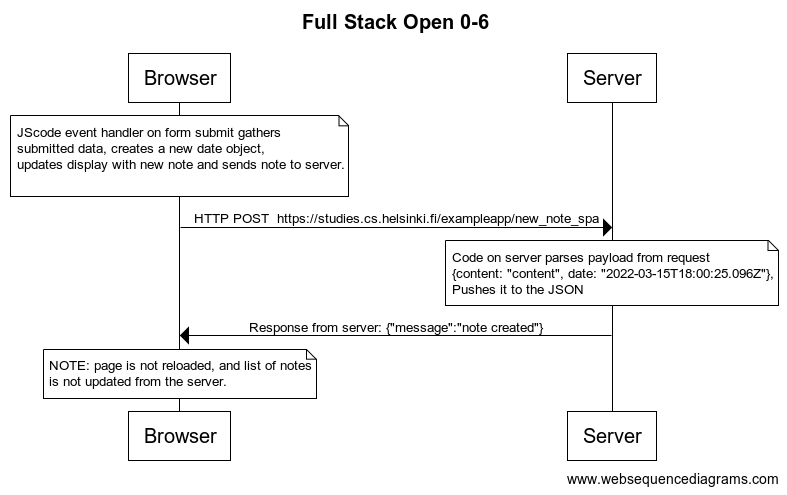 Full Stack Open 0-6
Browser
Server
JScode event handler on form submit gathers
submitted data, creates a new date object,
updates display with new note and sends note to server.
HTTP POST  https://studies.cs.helsinki.fi/exampleapp/new_note_spa
Code on server parses payload from request
{content: "content", date: "2022-03-15T18:00:25.096Z"},
Pushes it to the JSON
Response from server: {"message":"note created"}
NOTE: page is not reloaded, and list of notes
is not updated from the server.
Browser
Server
www.websequencediagrams.com